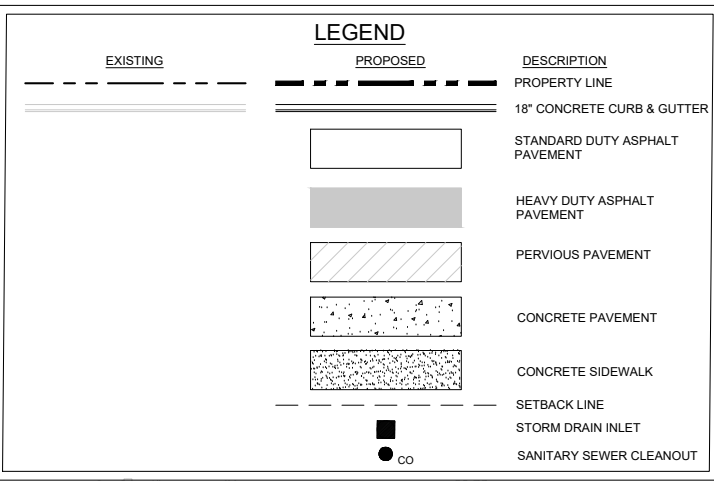 LEGEND
EXISTING PROPOSED DESCRIPTION
PROPERTY LINE
18" CONCRETE CURB & GUTTER
STANDARD DUTY ASPHALT
PAVEMENT
HEAVY DUTY ASPHALT
PAVEMENT
PERVIOUS PAVEMENT
CONCRETE PAVEMENT
CONCRETE SIDEWALK
SETBACK LINE
STORM DRAIN INLET
CO SANITARY SEWER CLEANOUT